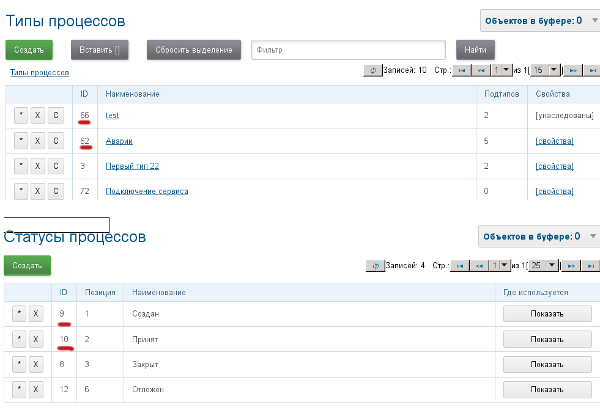 Типы процессов
Объектов в буфере: 0
Создать Вставить [] Сбросить выделение Фильтр Найти
Типы процессов
Записей: 10 Стр.: 1 из 1[ 15
ID Наименование Подтипов Свойства
* X C 66 test 2 [унаследованы]
* X C 62 Аварии 5 [свойства]
* X C 3 Первый тип 22 2 [свойства]
* X C 72 Подключение сервиса 0 [свойства]
Статусы процессов
Объектов в буфере: 0
Создать
Записей: 4 Стр.: 1 из 1[ 25
ID Позиция Наименование Где используется
* X 9 1 Создан Показать
* X 10 2 Принят Показать
* X 8 3 Закрыт Показать
* X 12 6 Отложен Показать